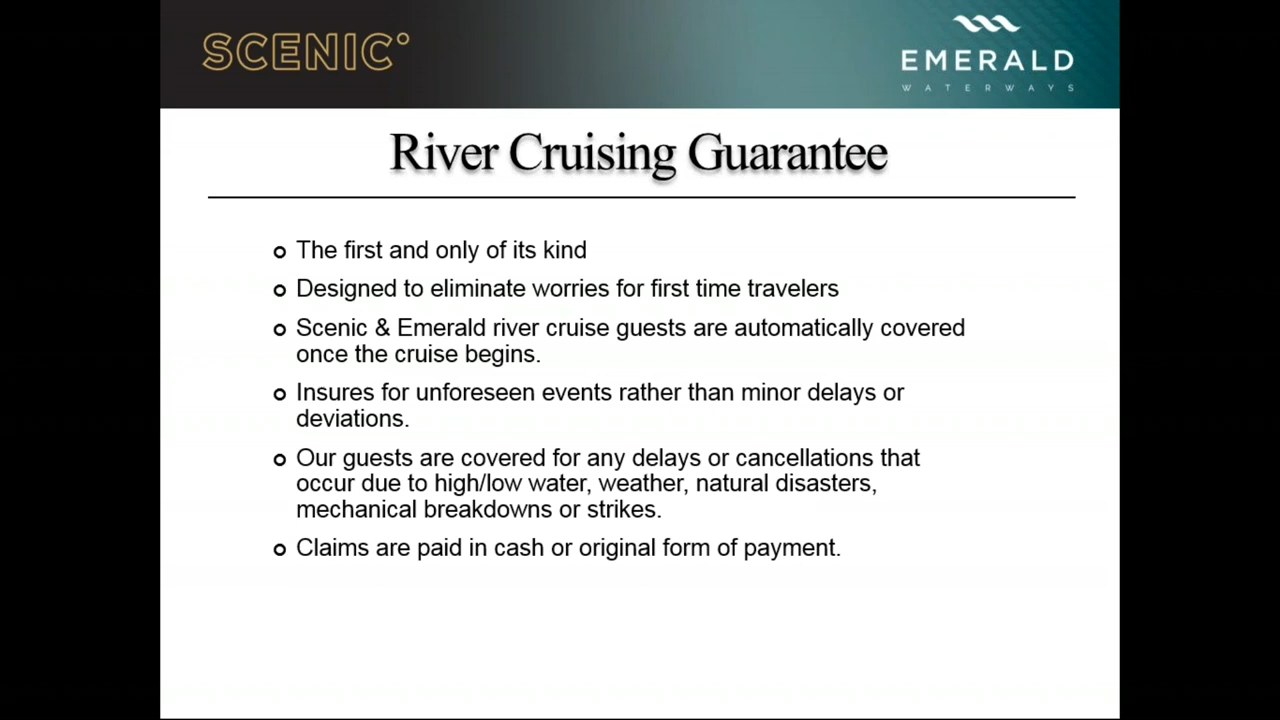 SCENIC°
EMERALD
WATERWAYS
River Cruising Guarantee
The first and only of its kind
Designed to eliminate worries for first time travelers
Scenic & Emerald river cruise guests are automatically covered
once the cruise begins.
Insures for unforeseen events rather than minor delays or
deviations.
Our guests are covered for any delays or cancellations that
occur due to high/low water, weather, natural disasters,
mechanical breakdowns or strikes.
Claims are paid in cash or original form of payment.